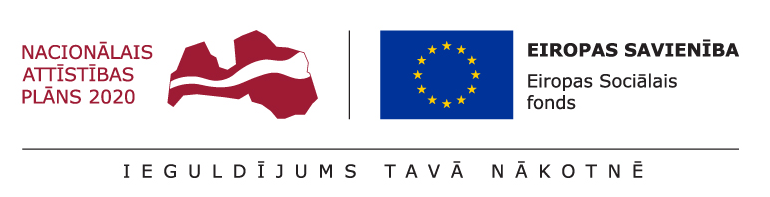 NACIONĀLAIS
ATTĪSTĪBAS
PLĀNS 2020
EIROPAS SAVIENĪBA
Eiropas Sociālais
fonds
IEGULDĪJUMS TAVĀ NĀKOTNĒ